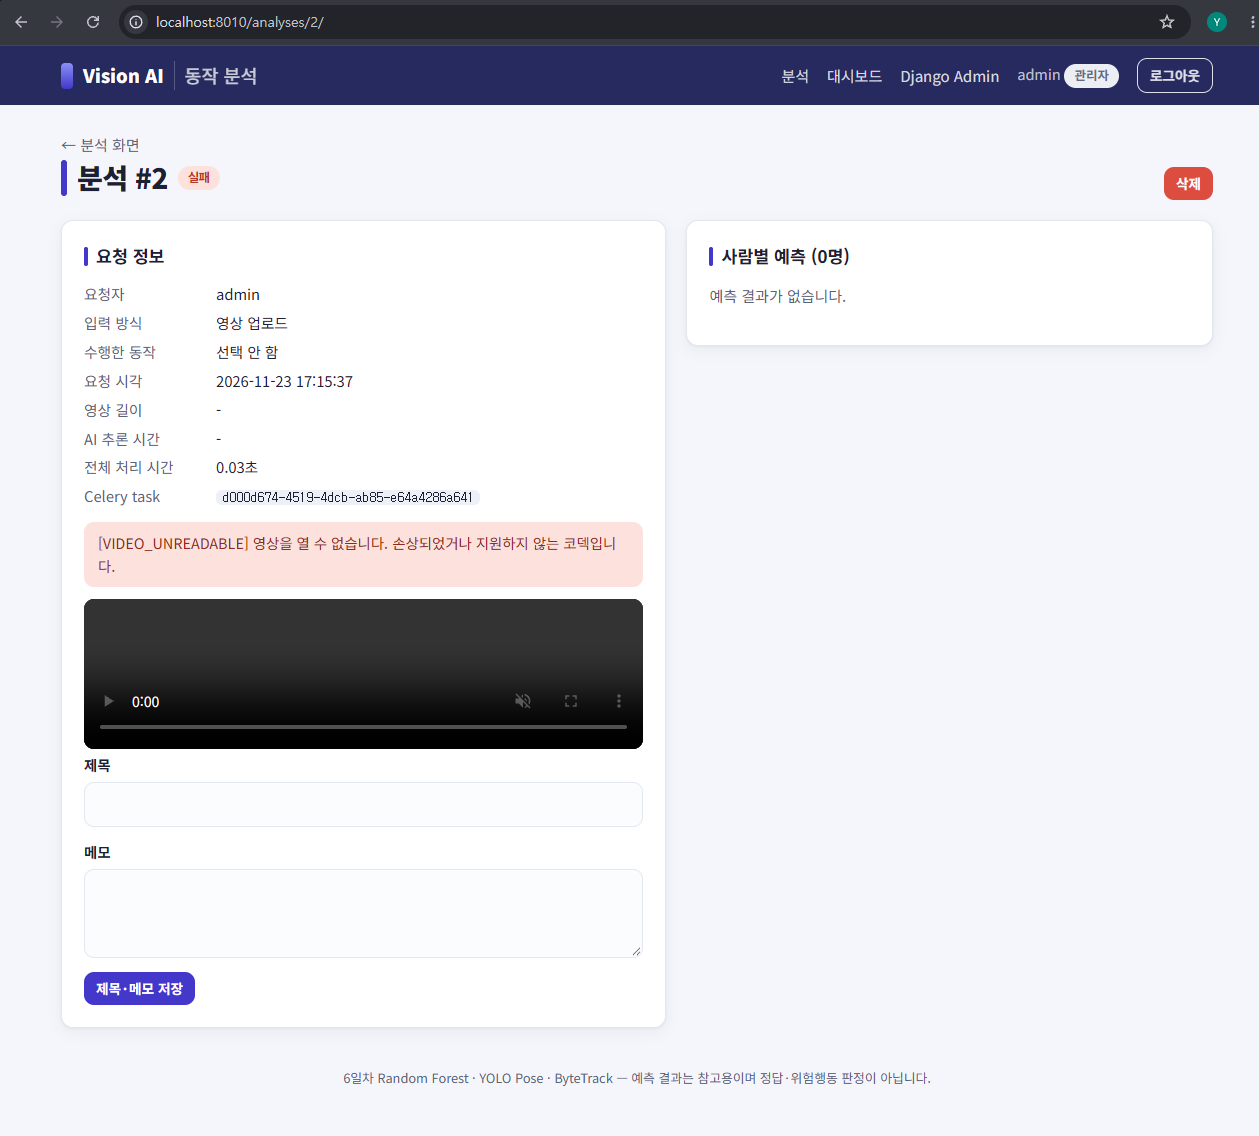 localhost:8010/analyses/2/
Y
Vision AI 동작 분석
분석 대시보드 Django Admin admin 관리자 로그아웃
← 분석 화면
분석 #2 실패
삭제
요청 정보
요청자 admin
입력 방식 영상 업로드
수행한 동작 선택 안 함
요청 시각 2026-11-23 17:15:37
영상 길이 -
AI 추론 시간 -
전체 처리 시간 0.03초
Celery task d000d674-4519-4dcb-ab85-e64a4286a641
[VIDEO_UNREADABLE] 영상을 열 수 없습니다. 손상되었거나 지원하지 않는 코덱입니
다.
0:00
제목
메모
제목·메모 저장
사람별 예측 (0명)
예측 결과가 없습니다.
6일차 Random Forest · YOLO Pose · ByteTrack — 예측 결과는 참고용이며 정답·위험행동 판정이 아닙니다.